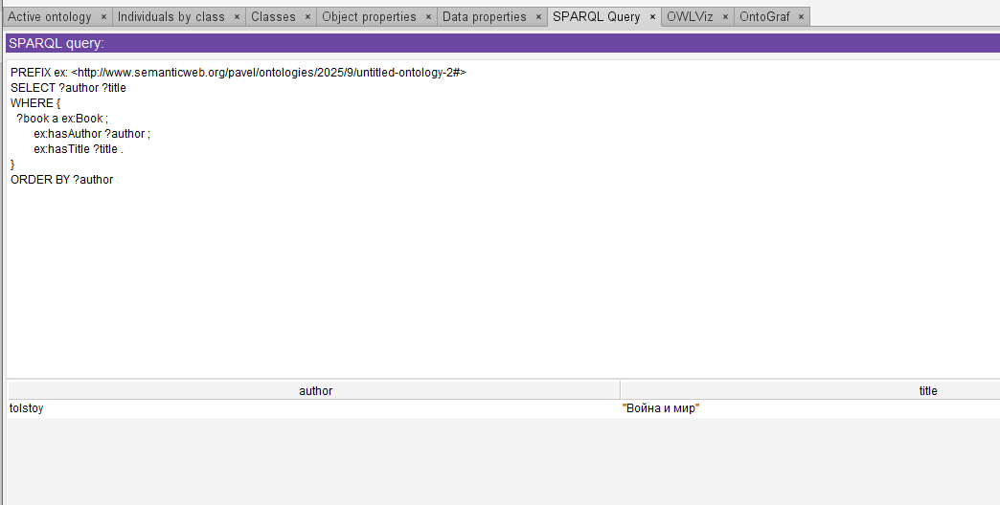 Active ontology × Individuals by class × Classes × Object properties × Data properties × SPARQL Query × OWLViz × OntoGraf ×
SPARQL query:
PREFIX ex: <http://www.semanticweb.org/pavel/ontologies/2025/9/untitled-ontology-2#>
SELECT ?author ?title
WHERE {
?book a ex:Book ;
ex:hasAuthor ?author ;
ex:hasTitle ?title .
}
ORDER BY ?author
author title
tolstoy "Война и мир"